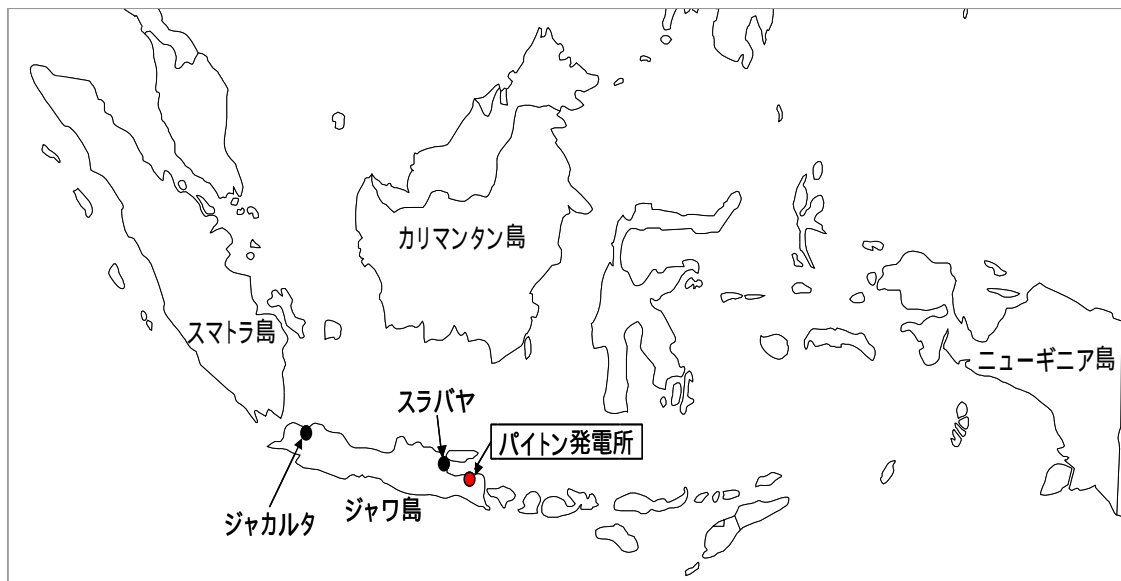 カリマンタン島
スマトラ島
ニューギニア島
スラバヤ
パイトン発電所
ジャワ島
ジャカルタ